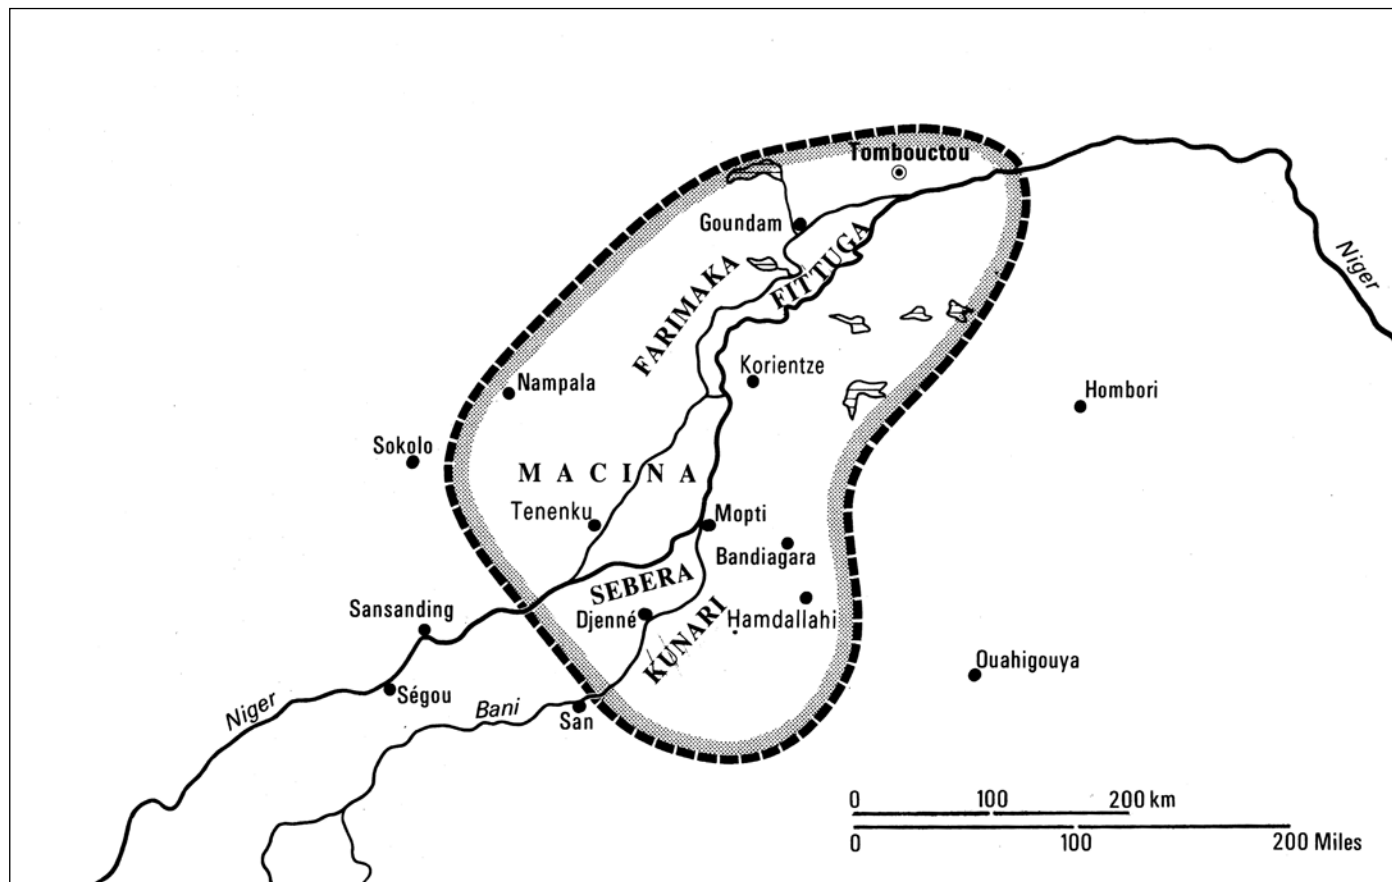 Tombouctou
Goundam
FITTUGA
FARIMAKA
Niger
Korientze
Nampala
Hombori
Sokolo
MACINA
Tenenku
Mopti
Bandiagara
SEBERA
Sansanding
Djenné
KUNARI
Hamdallahi
Ouahigouya
Ségou
Niger
Bani
San
0 100 200 km
0 100 200 Miles